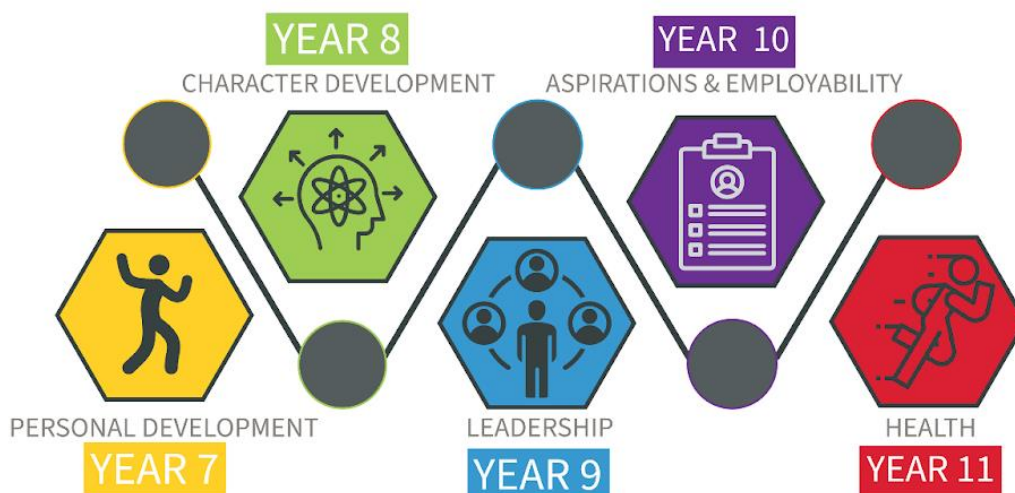 YEAR 8
CHARACTER DEVELOPMENT
YEAR 10
ASPIRATIONS & EMPLOYABILITY
PERSONAL DEVELOPMENT
YEAR 7
LEADERSHIP
YEAR 9
HEALTH
YEAR 11